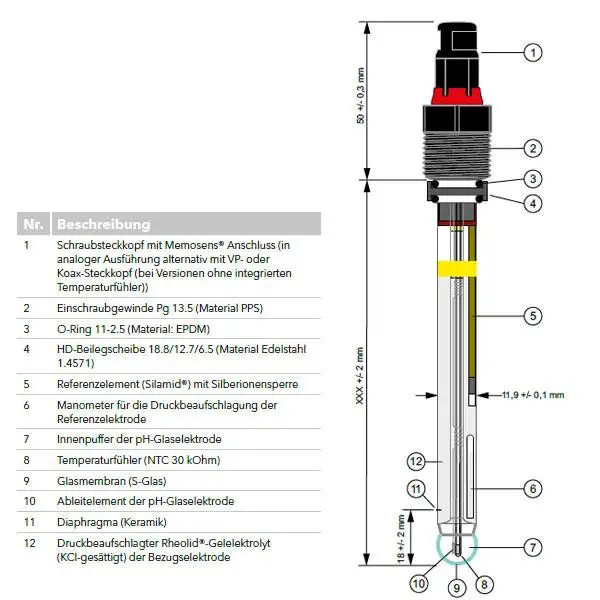 Nr. Beschreibung
1 Schraubsteckkopf mit Memosens® Anschluss (in
analoger Ausführung alternativ mit VP- oder
Koax-Steckkopf (bei Versionen ohne integrierten
Temperaturfühler))
2 Einschraubgewinde Pg 13.5 (Material PPS)
3 O-Ring 11-2.5 (Material: EPDM)
4 HD-Beilegscheibe 18.8/12.7/6.5 (Material Edelstahl
1.4571)
5 Referenzelement (Silamid®) mit Silberionensperre
6 Manometer für die Druckbeaufschlagung der
Referenzelektrode
7 Innenpuffer der pH-Glaselektrode
8 Temperaturfühler (NTC 30 kOhm)
9 Glasmembran (S-Glas)
10 Ableitelement der pH-Glaselektrode
11 Diaphragma (Keramik)
12 Druckbeaufschlagter Rheolid®-Gelelektrolyt
(KCl-gesättigt) der Bezugselektrode
50 +/- 0,3 mm
XXX +/- 2 mm
18 +/- 2 mm
11,9 +/- 0,1 mm
1
2
3
4
5
12
6
11
7
10
9
8